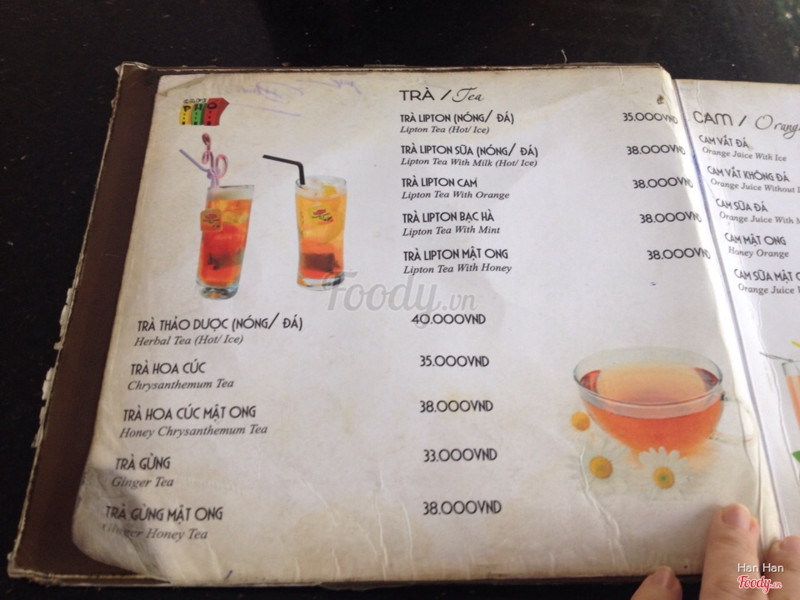 TRÀ / Tea
TRÀ LIPTON (NÓNG/ ĐÁ) 35.000VND
Lipton Tea (Hot/ Ice)
TRÀ LIPTON SỮA (NÓNG/ ĐÁ) 38.000VND
Lipton Tea With Milk (Hot/ Ice)
TRÀ LIPTON CAM 38.000VND
Lipton Tea With Orange
TRÀ LIPTON BẠC HÀ 38.000VND
Lipton Tea With Mint
TRÀ LIPTON MẬT ONG 38.000VND
Lipton Tea With Honey
TRÀ THẢO DƯỢC (NÓNG/ ĐÁ) 40.000VND
Herbal Tea (Hot/ Ice)
TRÀ HOA CÚC 35.000VND
Chrysanthemum Tea
TRÀ HOA CÚC MẬT ONG 38.000VND
Honey Chrysanthemum Tea
TRÀ GỪNG 33.000VND
Ginger Tea
TRÀ GỪNG MẬT ONG 38.000VND
Ginger Honey Tea
CAM / Orang
CAM VẮT ĐÁ
Orange Juice With Ice
CAM VẮT KHÔNG ĐÁ
Orange Juice Without I
CAM SỮA ĐÁ
Orange Juice With M
CAM MẬT ONG
Honey Orange
CAM SỮA MẬT O
Orange Juice
Foody.vn
Han Han
Foody.vn